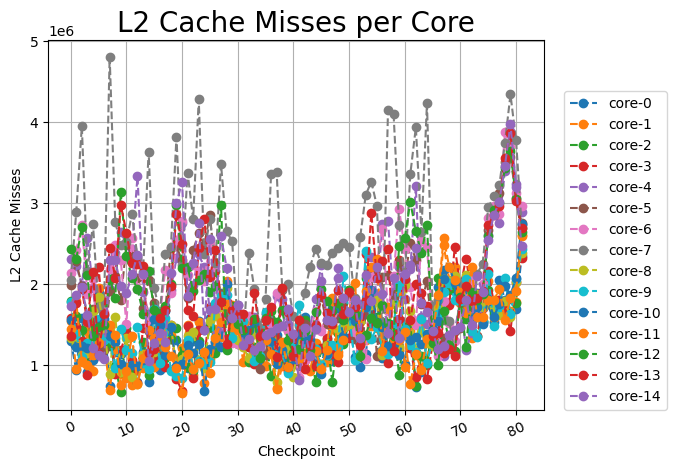 L2 Cache Misses per Core
1e6
5
4
3
2
1
L2 Cache Misses
0
10
20
30
40
50
60
70
80
Checkpoint
core-0
core-1
core-2
core-3
core-4
core-5
core-6
core-7
core-8
core-9
core-10
core-11
core-12
core-13
core-14